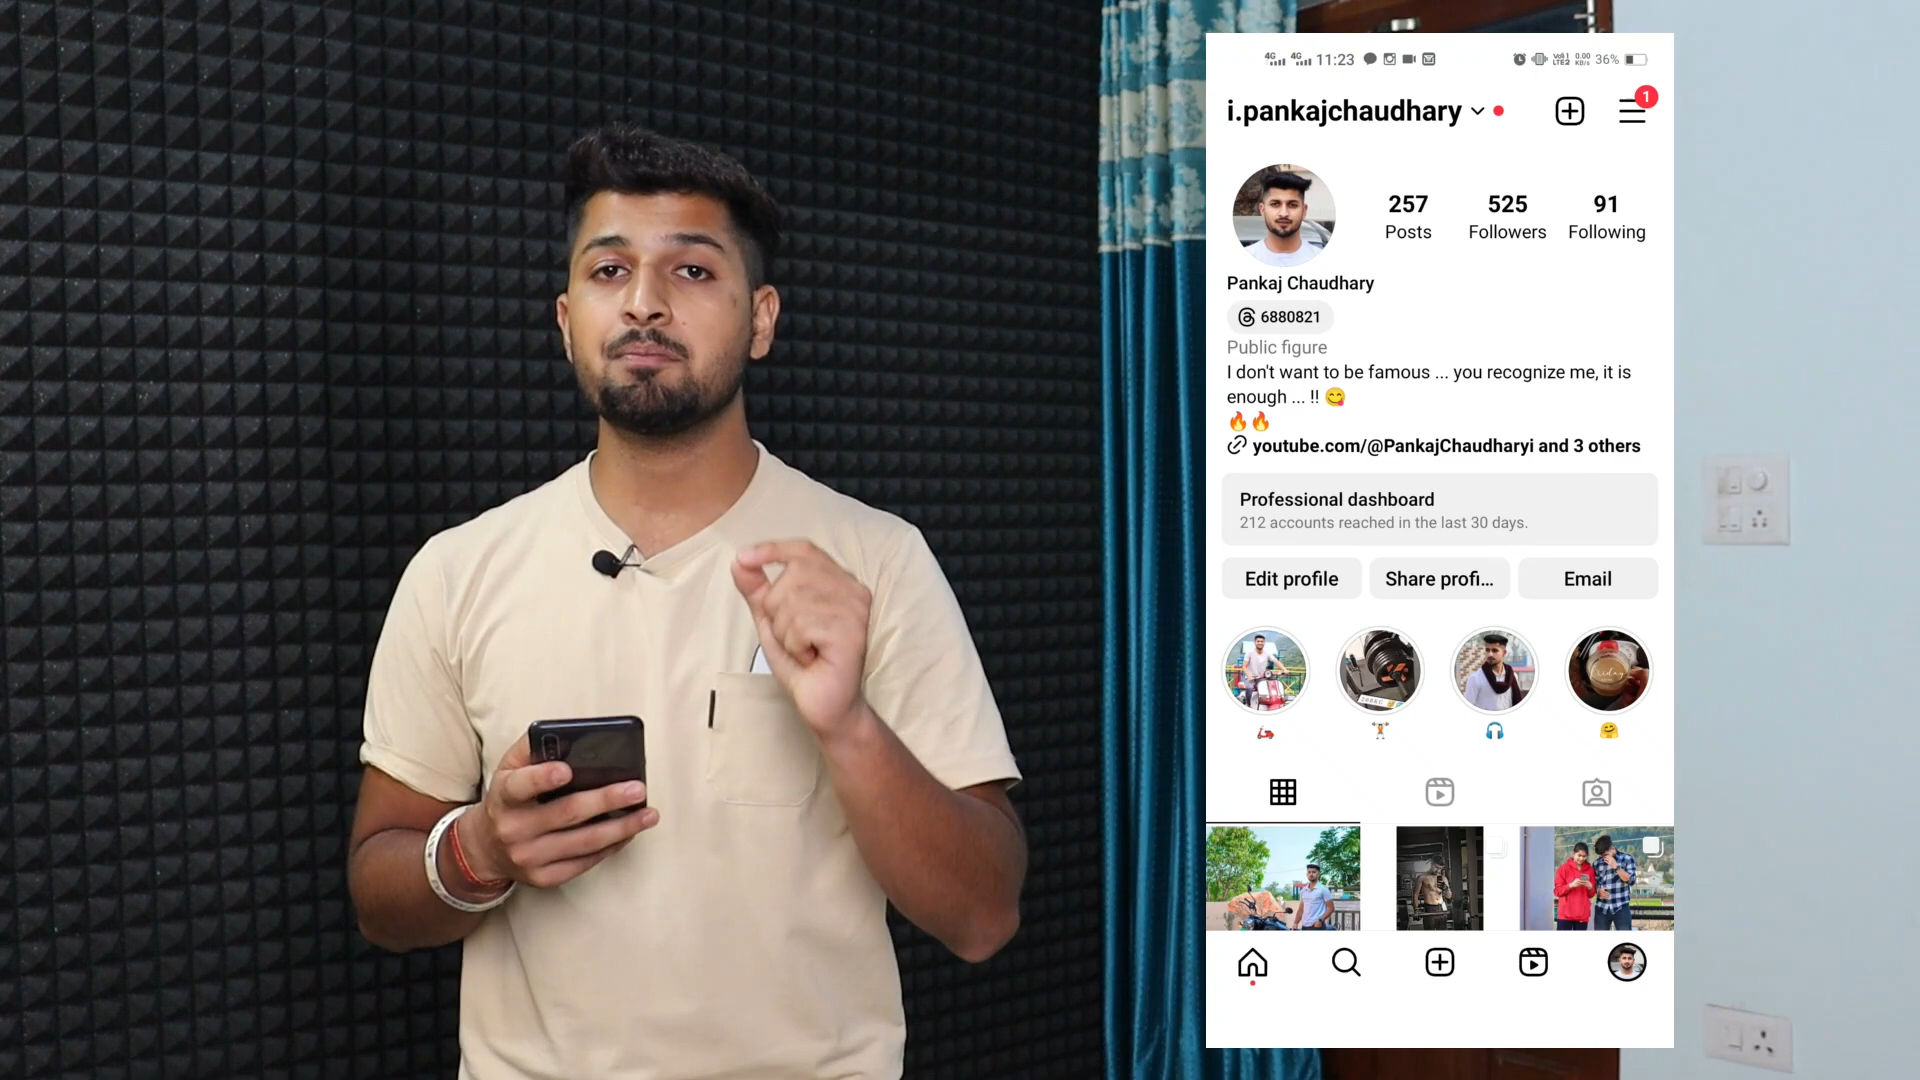 4G 4G 11:23 36%
i.pankajchaudhary
1
257 525 91
Posts Followers Following
Pankaj Chaudhary
6880821
Public figure
I don't want to be famous ... you recognize me, it is
enough ... !! 😋
🔥🔥
youtube.com/@PankajChaudharyi and 3 others
Professional dashboard
212 accounts reached in the last 30 days.
Edit profile Share profi... Email